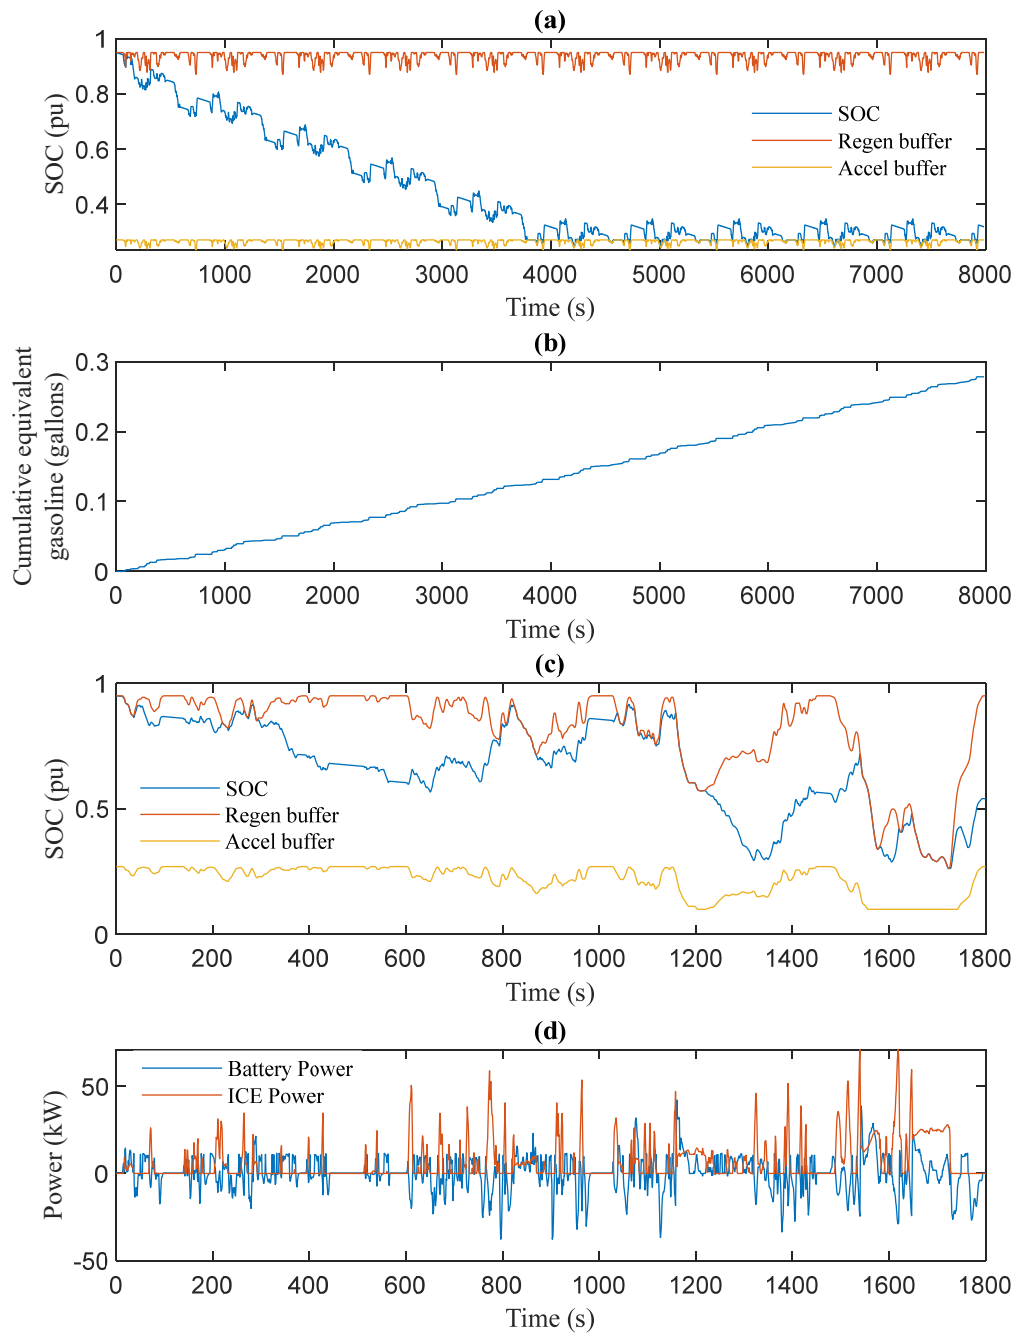 (a)
SOC (pu)
1
0.8
0.6
0.4
SOC
Regen buffer
Accel buffer
0 1000 2000 3000 4000 5000 6000 7000 8000
Time (s)
(b)
Cumulative equivalent
gasoline (gallons)
0.3
0.2
0.1
0
0 1000 2000 3000 4000 5000 6000 7000 8000
Time (s)
(c)
SOC (pu)
1
0.5
0
SOC
Regen buffer
Accel buffer
0 200 400 600 800 1000 1200 1400 1600 1800
Time (s)
(d)
Power (kW)
50
0
-50
Battery Power
ICE Power
0 200 400 600 800 1000 1200 1400 1600 1800
Time (s)